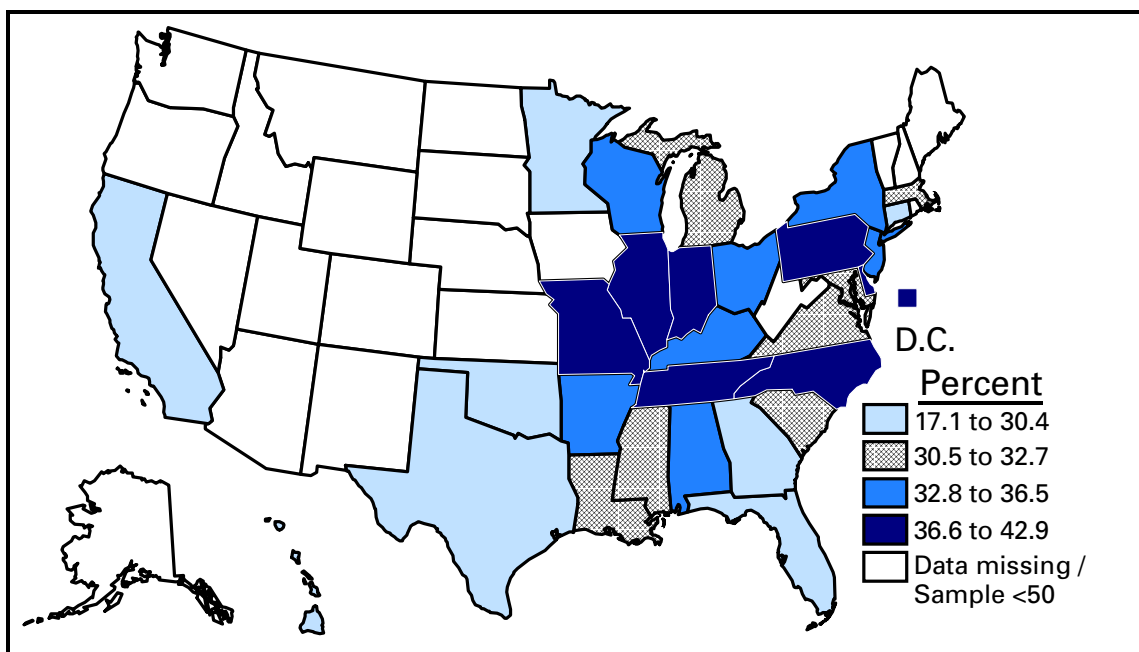 D.C.
Percent
17.1 to 30.4
30.5 to 32.7
32.8 to 36.5
36.6 to 42.9
Data missing /
Sample <50